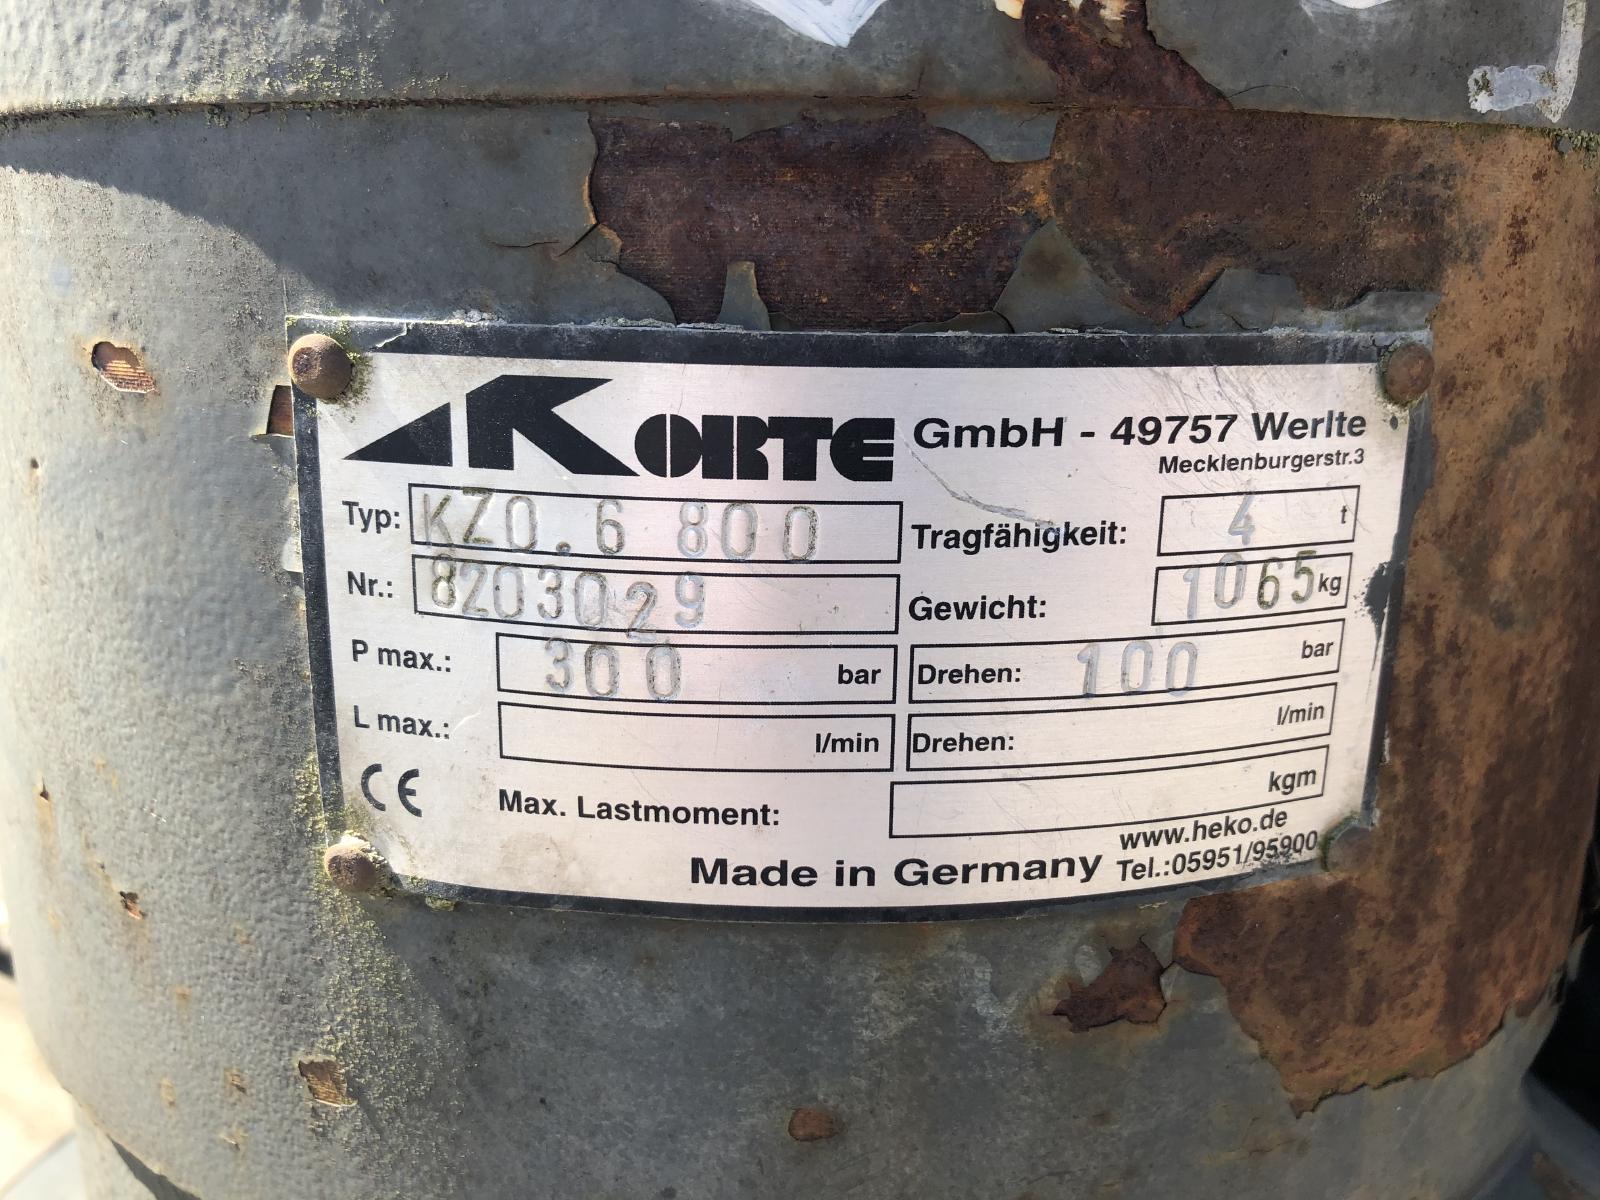 KORTE GmbH - 49757 Werlte
Mecklenburgerstr.3
Typ: KZO.6 800 Tragfähigkeit: 4 t
Nr.: 8203029 Gewicht: 1065 kg
P max.: 300 bar Drehen: 100 bar
L max.: l/min Drehen: l/min
CE Max. Lastmoment: kgm
www.heko.de
Made in Germany Tel.:05951/95900